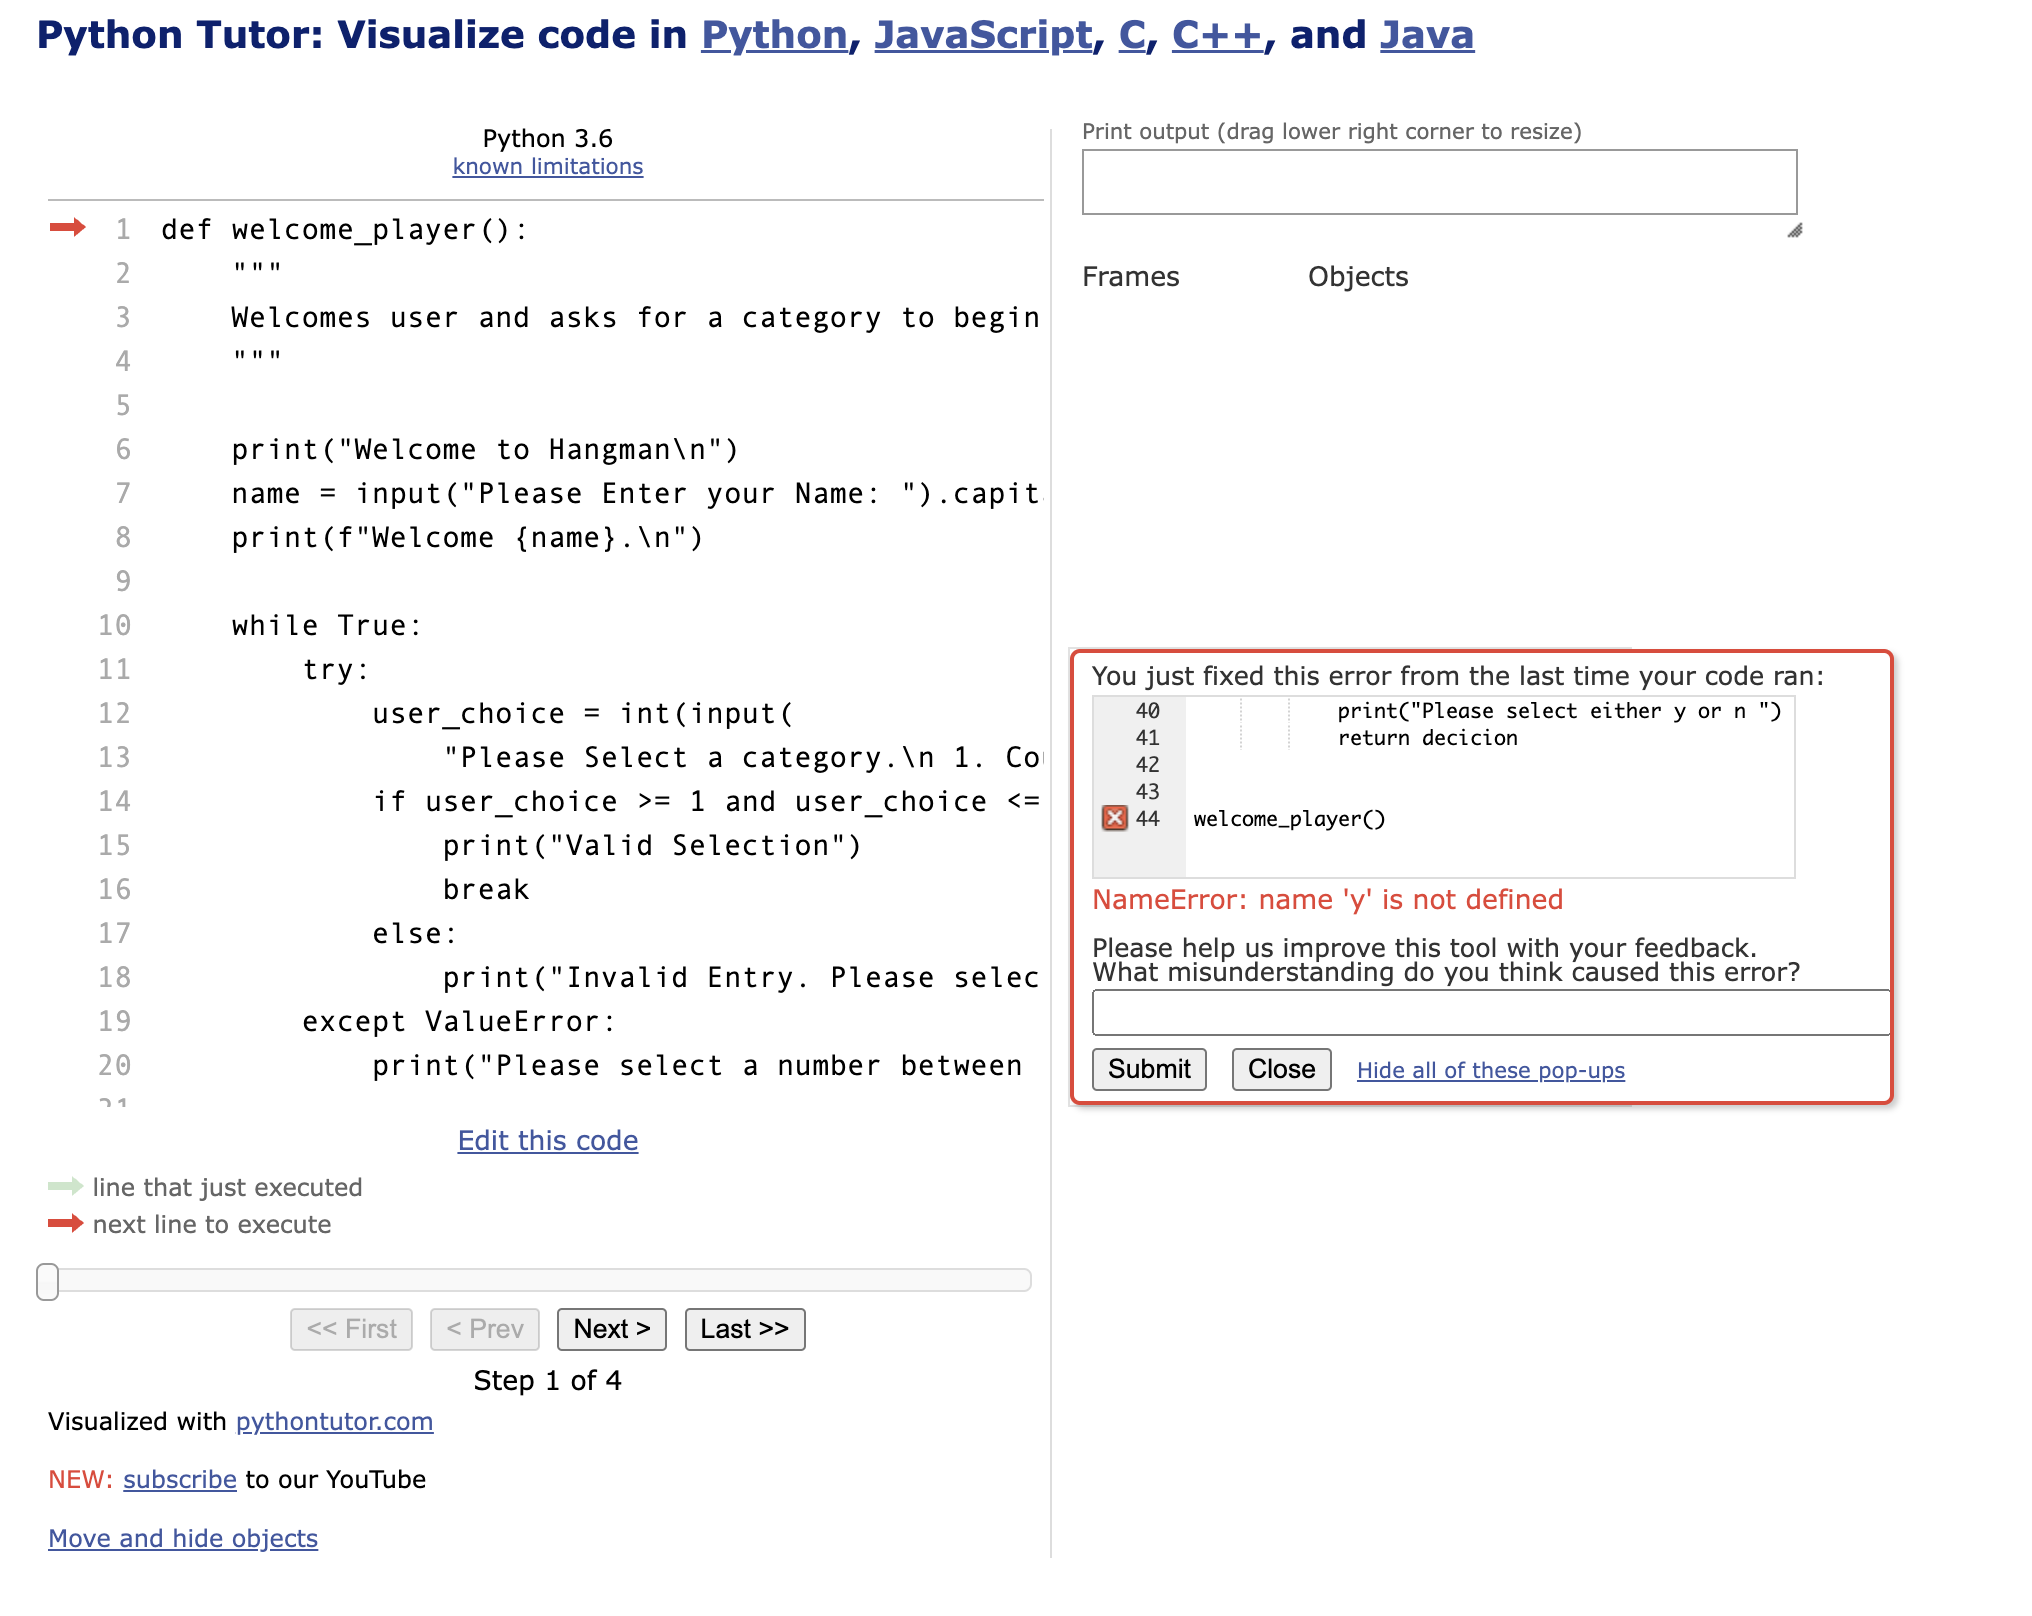 Python Tutor: Visualize code in Python, JavaScript, C, C++, and Java
Python 3.6
known limitations
1 def welcome_player():
2 """
3 Welcomes user and asks for a category to begin
4 """
5
6 print("Welcome to Hangman\n")
7 name = input("Please Enter your Name: ").capit
8 print(f"Welcome {name}.\n")
9
10 while True:
11 try:
12 user_choice = int(input(
13 "Please Select a category.\n 1. Co
14 if user_choice >= 1 and user_choice <=
15 print("Valid Selection")
16 break
17 else:
18 print("Invalid Entry. Please selec
19 except ValueError:
20 print("Please select a number between
21
Edit this code
line that just executed
next line to execute
<< First < Prev Next > Last >>
Step 1 of 4
Visualized with pythontutor.com
NEW: subscribe to our YouTube
Move and hide objects
Print output (drag lower right corner to resize)
Frames Objects
You just fixed this error from the last time your code ran:
40 print("Please select either y or n ")
41 return decicion
42
43
44 welcome_player()
NameError: name 'y' is not defined
Please help us improve this tool with your feedback.
What misunderstanding do you think caused this error?
Submit Close Hide all of these pop-ups